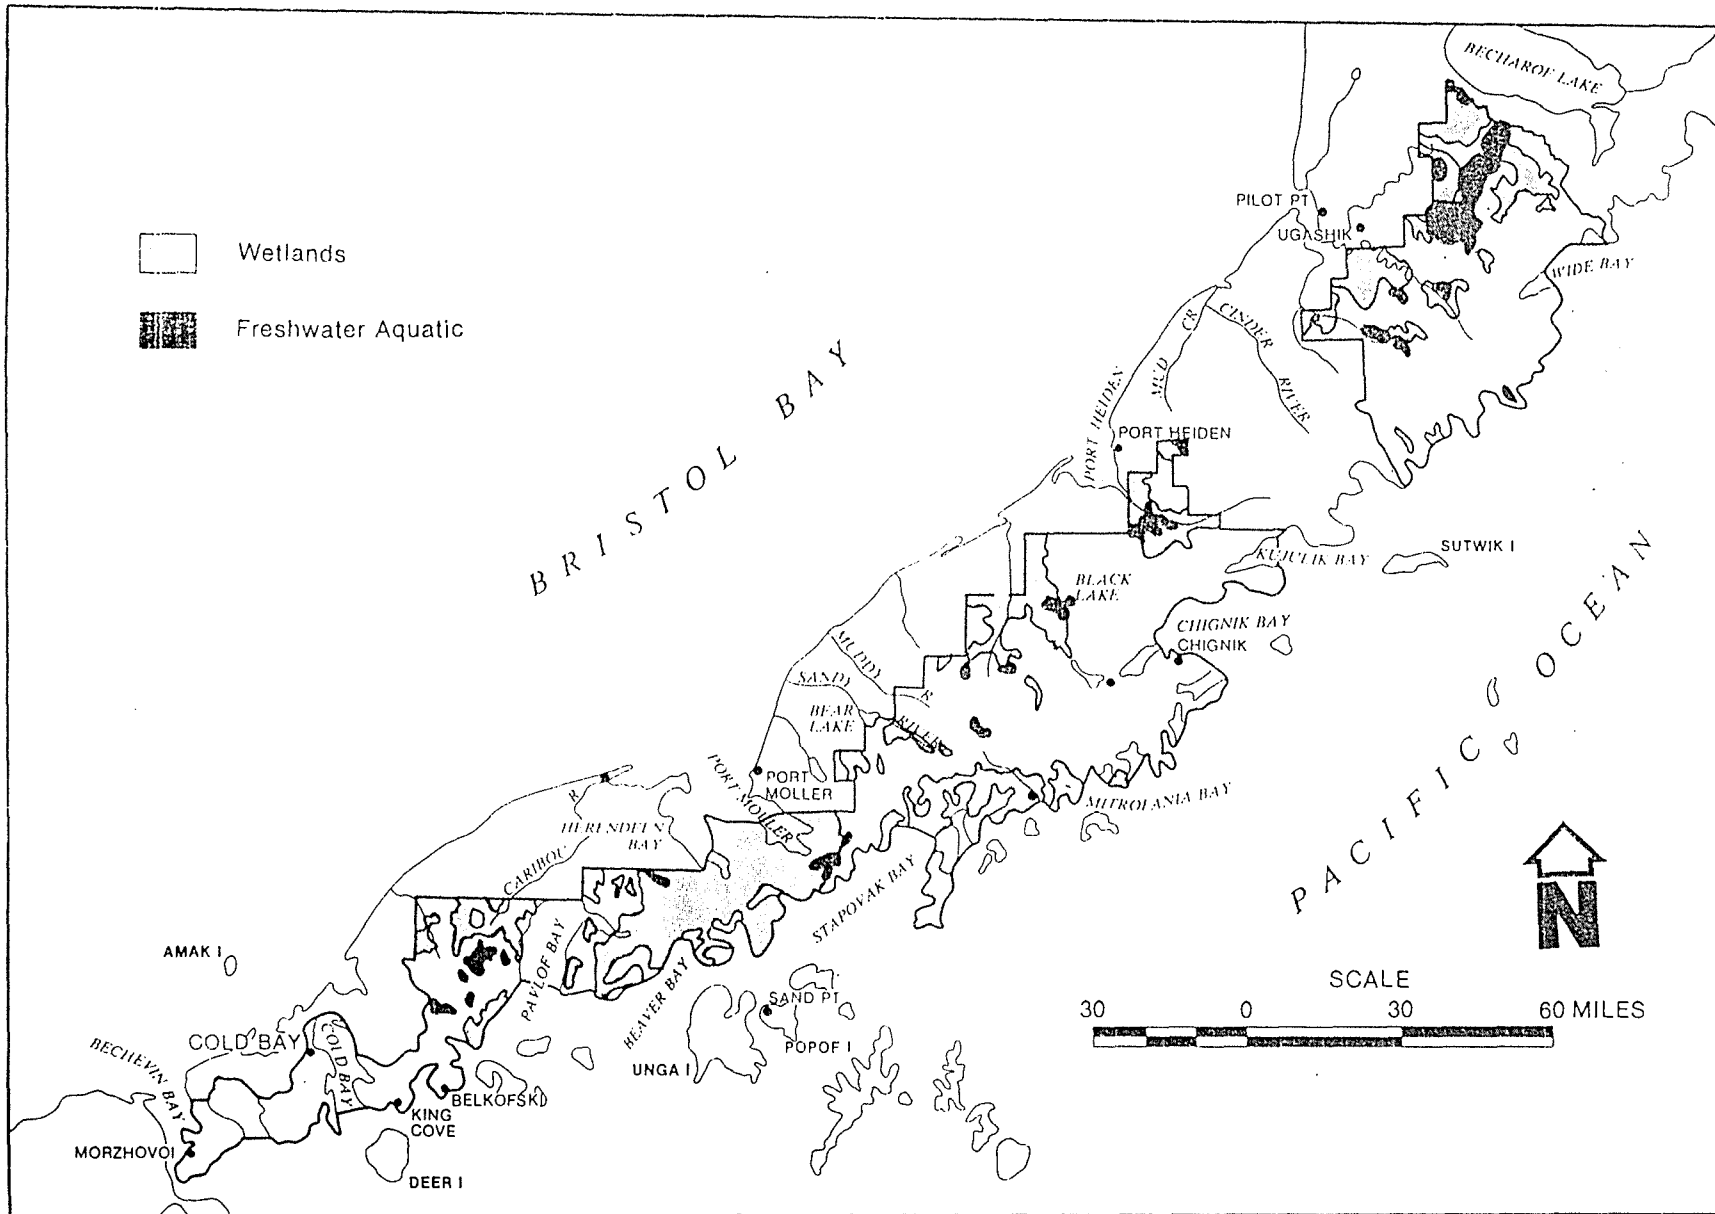 BECHAROF LAKE
PILOT PT
UGASHIK
WIDE BAY
Wetlands
Freshwater Aquatic
CINDER
RIVER
MUD CR
PORT HEIDEN
PORT HEIDEN
BRISTOL BAY
KUJULIK BAY
SUTWIK I
BLACK
LAKE
CHIGNIK BAY
CHIGNIK
PACIFIC OCEAN
MUDDY
R
SANDY
RIVER
BEAR
LAKE
PORT
MOLLER
PORT MOLLER
MITROFANIA BAY
HERENDEEN
BAY
CARIBOU
R
STAPOVAK BAY
PAVLOF BAY
BEAVER BAY
SAND PT
POPOF I
UNGA I
AMAK I
COLD BAY
COLD BAY
BECHEVIN BAY
BELKOFSKI
KING
COVE
MORZHOVOI
DEER I
N
SCALE
30 0 30 60 MILES